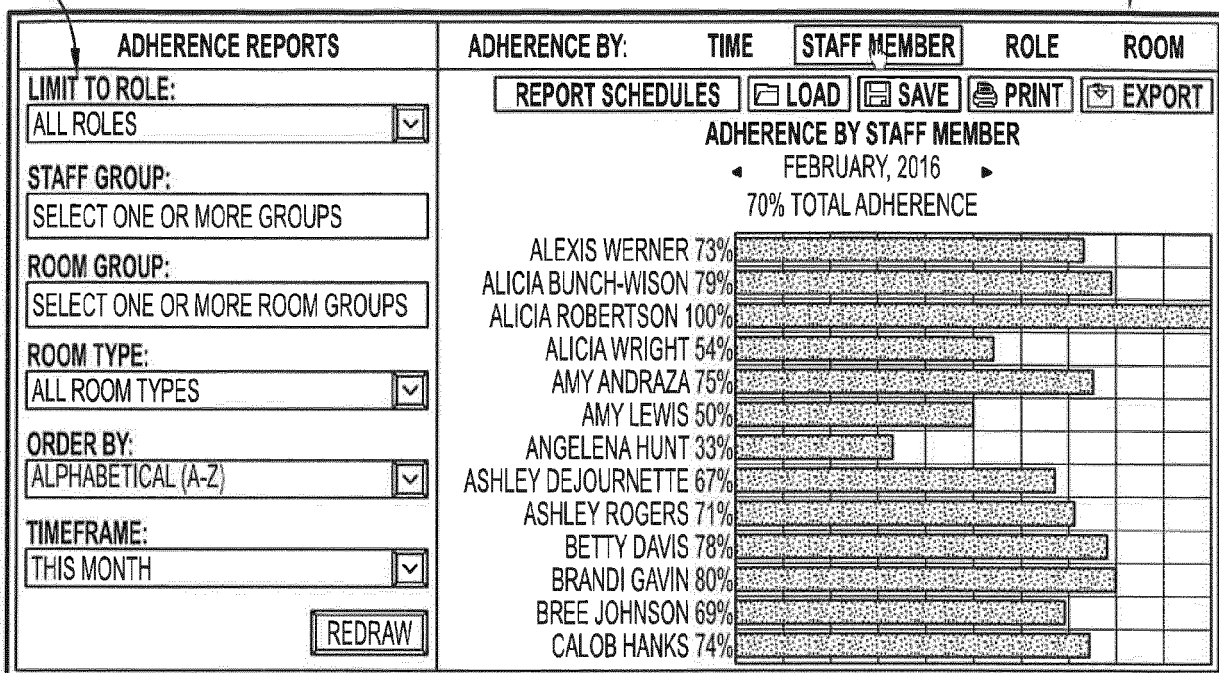 ADHERENCE REPORTS
LIMIT TO ROLE:
ALL ROLES
STAFF GROUP:
SELECT ONE OR MORE GROUPS
ROOM GROUP:
SELECT ONE OR MORE ROOM GROUPS
ROOM TYPE:
ALL ROOM TYPES
ORDER BY:
ALPHABETICAL (A-Z)
TIMEFRAME:
THIS MONTH
REDRAW
ADHERENCE BY: TIME STAFF MEMBER ROLE ROOM
REPORT SCHEDULES LOAD SAVE PRINT EXPORT
ADHERENCE BY STAFF MEMBER
FEBRUARY, 2016
70% TOTAL ADHERENCE
ALEXIS WERNER 73%
ALICIA BUNCH-WISON 79%
ALICIA ROBERTSON 100%
ALICIA WRIGHT 54%
AMY ANDRAZA 75%
AMY LEWIS 50%
ANGELENA HUNT 33%
ASHLEY DEJOURNETTE 67%
ASHLEY ROGERS 71%
BETTY DAVIS 78%
BRANDI GAVIN 80%
BREE JOHNSON 69%
CALOB HANKS 74%